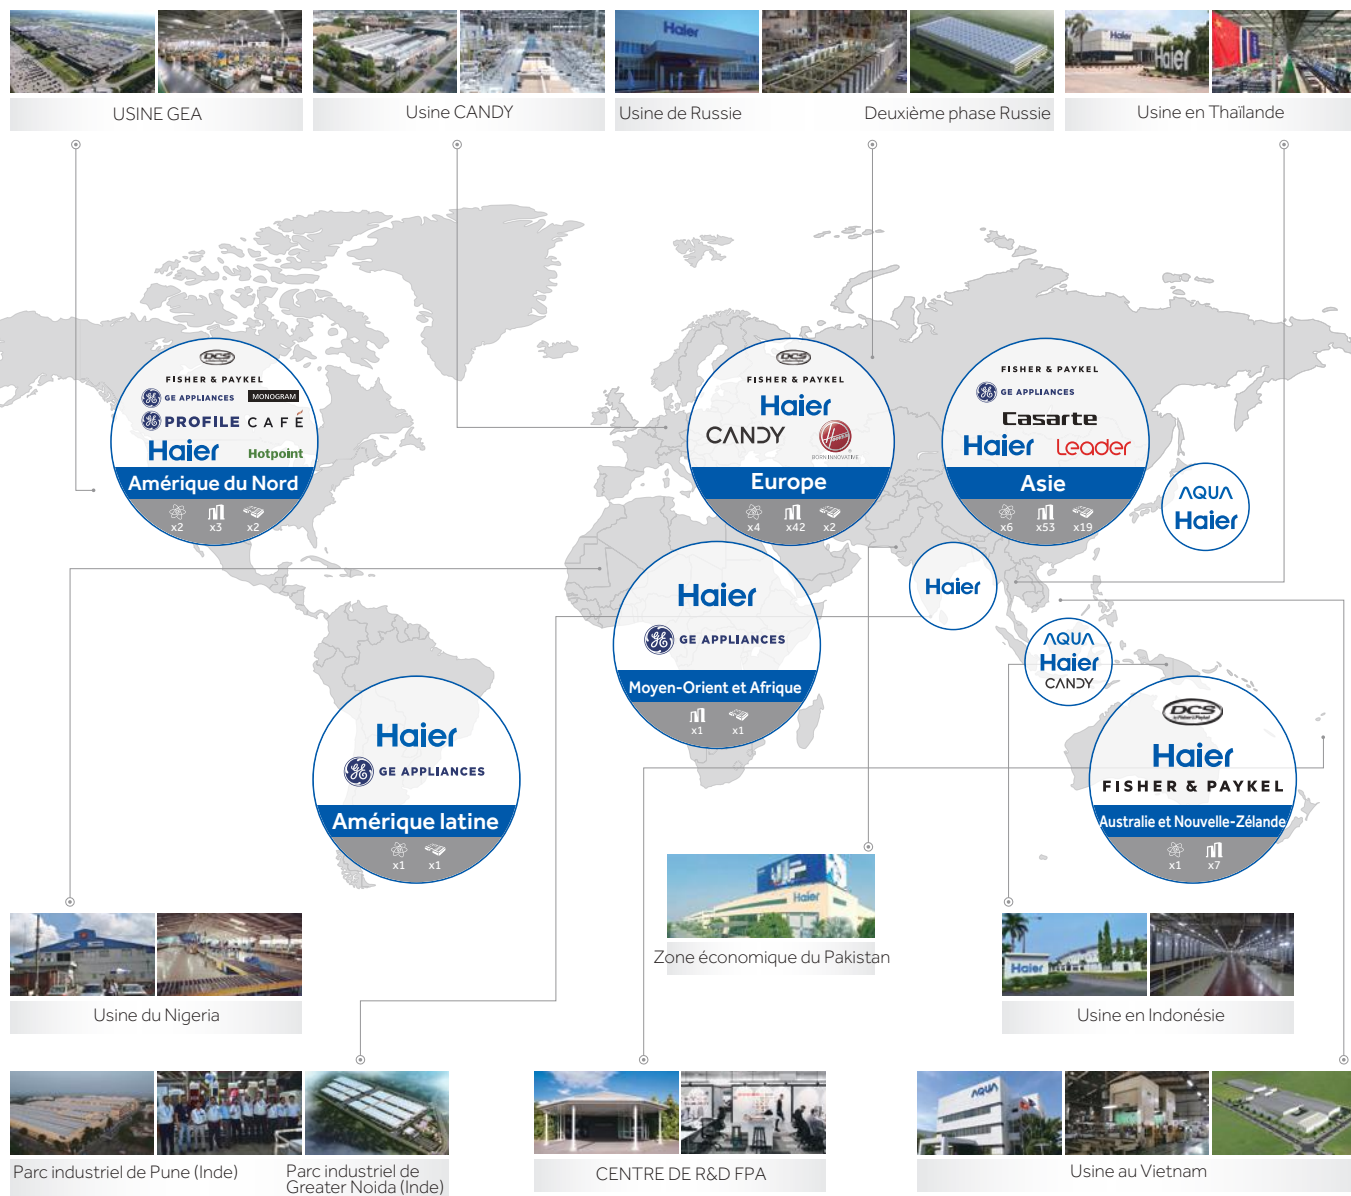 USINE GEA
Usine CANDY
Haier
Usine de Russie
Deuxième phase Russie
Haier
Usine en Thaïlande
DCS
FISHER & PAYKEL
GE APPLIANCES
MONOGRAM
PROFILE
CAFÉ
Haier
Hotpoint
Amérique du Nord
x2
x3
x2
DCS
FISHER & PAYKEL
Haier
CANDY
Hoover
BORN INNOVATIVE
Europe
x4
x42
x2
FISHER & PAYKEL
GE APPLIANCES
Casarte
Haier
Leader
Asie
x6
x53
x19
AQUA
Haier
Haier
GE APPLIANCES
Moyen-Orient et Afrique
x1
x1
Haier
AQUA
Haier
CANDY
Haier
GE APPLIANCES
Amérique latine
x1
x1
DCS
Haier
FISHER & PAYKEL
Australie et Nouvelle-Zélande
x1
x7
Haier
Zone économique du Pakistan
Usine du Nigeria
Haier
Usine en Indonésie
Parc industriel de Pune (Inde)
Parc industriel de
Greater Noida (Inde)
CENTRE DE R&D FPA
AQUA
Usine au Vietnam